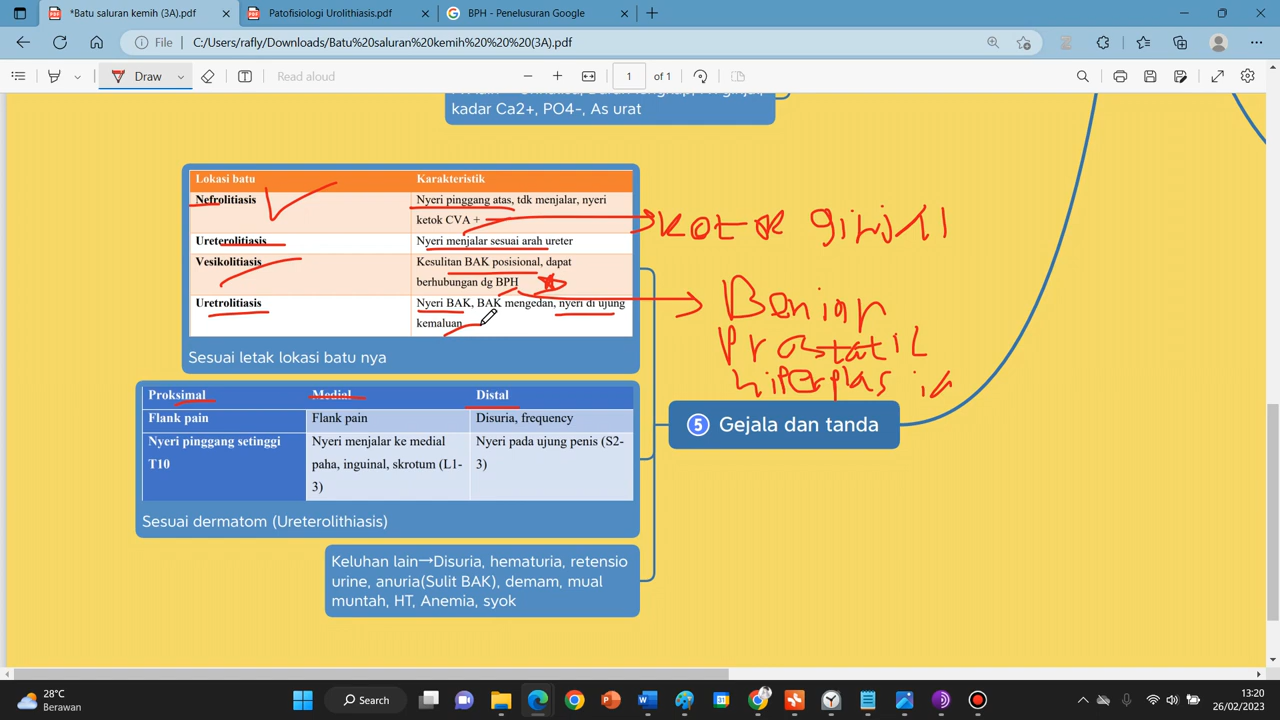 *Batu saluran kemih (3A).pdf
Patofisiologi Urolithiasis.pdf
BPH - Penelusuran Google
File
C:/Users/rafly/Downloads/Batu%20saluran%20kemih%20%20%20(3A).pdf
Draw
Read aloud
1
of 1
kadar Ca2+, PO4-, As urat
Lokasi batu
Karakteristik
Nefrolitiasis
Nyeri pinggang atas, tdk menjalar, nyeri
ketok CVA +
Ureterolitiasis
Nyeri menjalar sesuai arah ureter
Vesikolitiasis
Kesulitan BAK posisional, dapat
berhubungan dg BPH
Uretrolitiasis
Nyeri BAK, BAK mengedan, nyeri di ujung
kemaluan
Sesuai letak lokasi batu nya
Ketok ginjal
Benign
Prostatik
hiperplasia
Proksimal
Medial
Distal
Flank pain
Flank pain
Disuria, frequency
Nyeri pinggang setinggi
T10
Nyeri menjalar ke medial
paha, inguinal, skrotum (L1-
3)
Nyeri pada ujung penis (S2-
3)
Sesuai dermatom (Ureterolithiasis)
5 Gejala dan tanda
Keluhan lain→Disuria, hematuria, retensio
urine, anuria(Sulit BAK), demam, mual
muntah, HT, Anemia, syok
28°C
Berawan
Search
13:20
26/02/2023